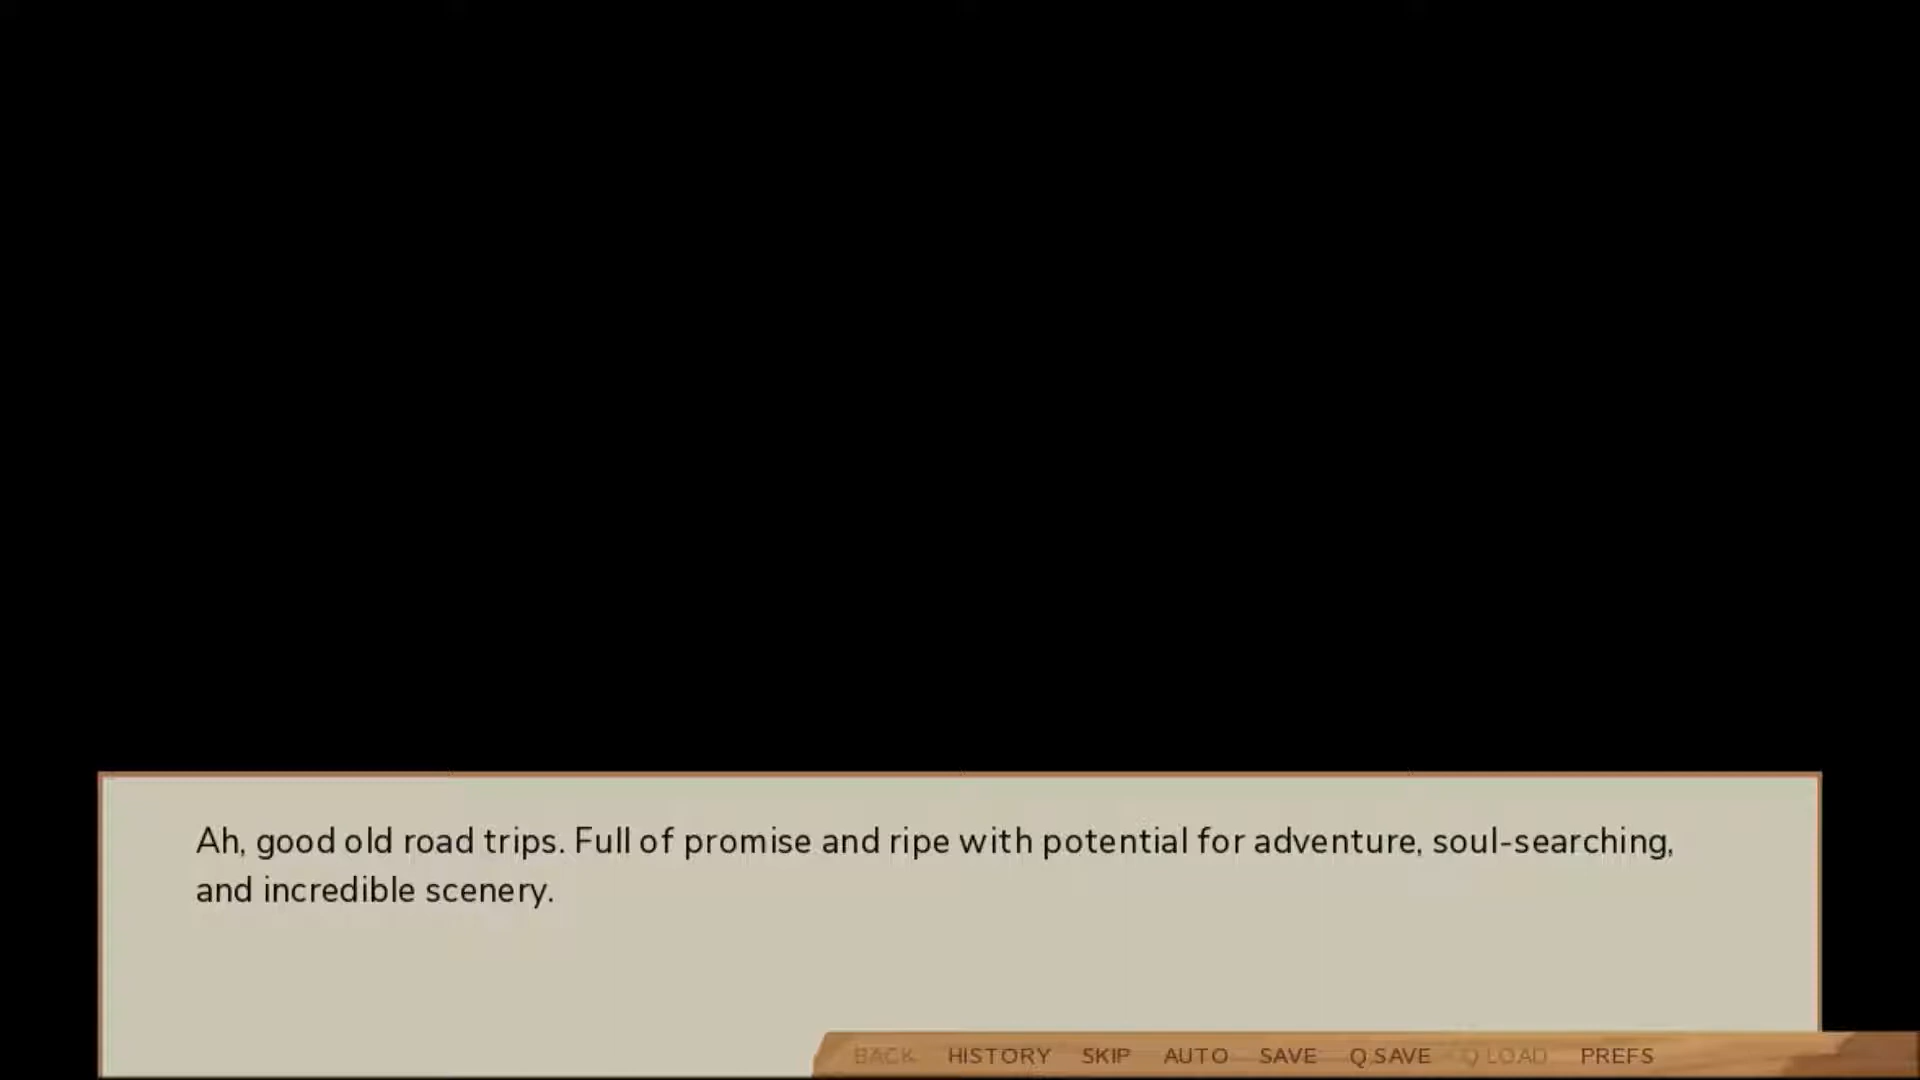 Ah, good old road trips. Full of promise and ripe with potential for adventure, soul-searching,
and incredible scenery.
BACK HISTORY SKIP AUTO SAVE Q.SAVE Q.LOAD PREFS